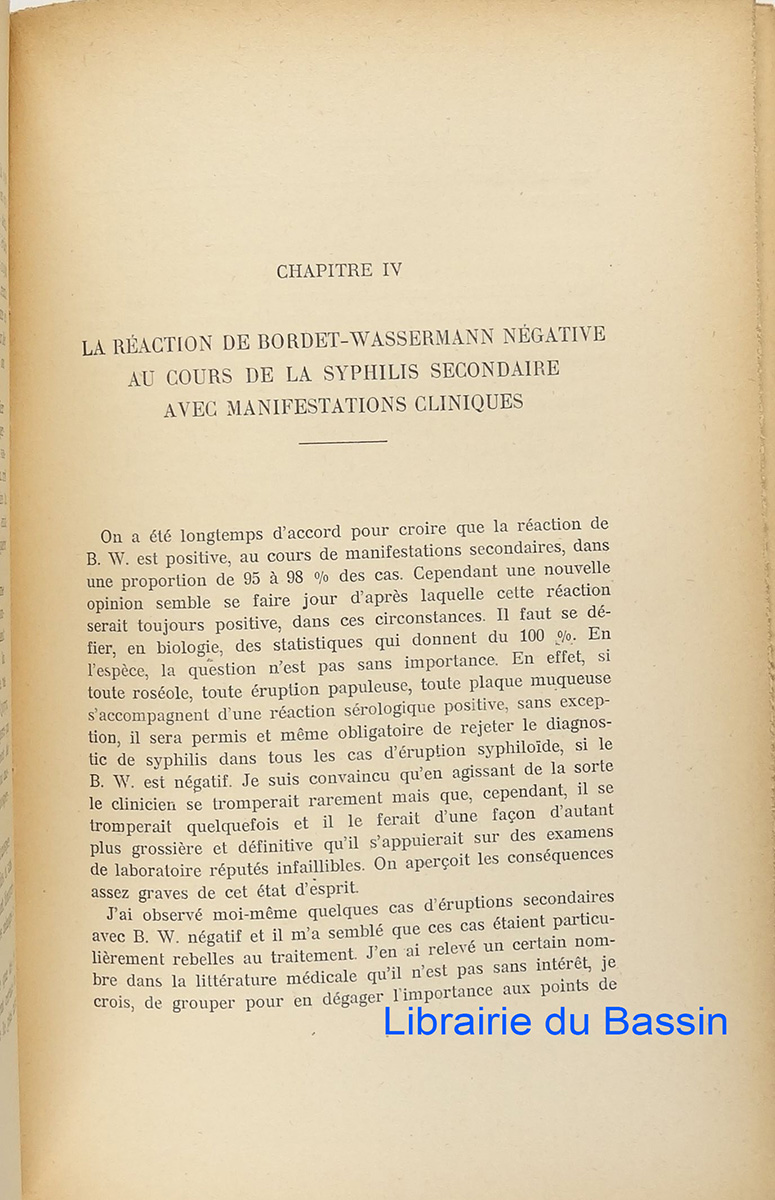 CHAPITRE IV
LA RÉACTION DE BORDET-WASSERMANN NÉGATIVE
AU COURS DE LA SYPHILIS SECONDAIRE
AVEC MANIFESTATIONS CLINIQUES
On a été longtemps d'accord pour croire que la réaction de
B. W. est positive, au cours de manifestations secondaires, dans
une proportion de 95 à 98 % des cas. Cependant une nouvelle
opinion semble se faire jour d'après laquelle cette réaction
serait toujours positive, dans ces circonstances. Il faut se dé-
fier, en biologie, des statistiques qui donnent du 100 %. En
l'espèce, la question n'est pas sans importance. En effet, si
toute roséole, toute éruption papuleuse, toute plaque muqueuse
s'accompagnent d'une réaction sérologique positive, sans excep-
tion, il sera permis et même obligatoire de rejeter le diagnos-
tic de syphilis dans tous les cas d'éruption syphiloïde, si le
B. W. est négatif. Je suis convaincu qu'en agissant de la sorte
le clinicien se tromperait rarement mais que, cependant, il se
tromperait quelquefois et il le ferait d'une façon d'autant
plus grossière et définitive qu'il s'appuierait sur des examens
de laboratoire réputés infaillibles. On aperçoit les conséquences
assez graves de cet état d'esprit.
J'ai observé moi-même quelques cas d'éruptions secondaires
avec B. W. négatif et il m'a semblé que ces cas étaient particu-
lièrement rebelles au traitement. J'en ai relevé un certain nom-
bre dans la littérature médicale qu'il n'est pas sans intérêt, je
crois, de grouper pour en dégager l'importance aux points de
Librairie du Bassin